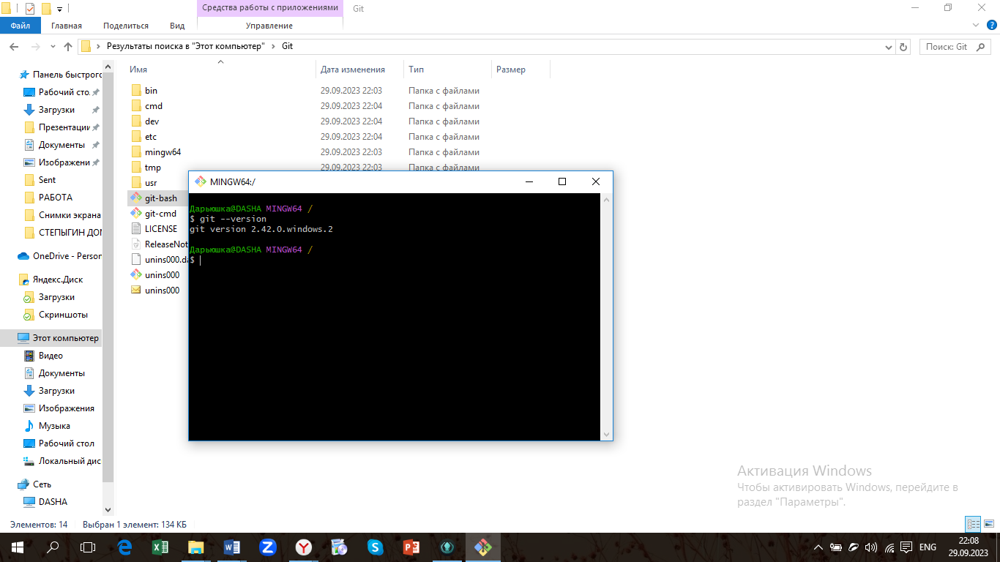 Средства работы с приложениями
Git
Файл
Главная
Поделиться
Вид
Управление
Результаты поиска в "Этот компьютер" > Git
Поиск: Git
Имя
Дата изменения
Тип
Размер
bin 29.09.2023 22:03 Папка с файлами
cmd 29.09.2023 22:04 Папка с файлами
dev 29.09.2023 22:04 Папка с файлами
etc 29.09.2023 22:04 Папка с файлами
mingw64 29.09.2023 22:03 Папка с файлами
tmp 29.09.2023 22:03 Папка с файлами
usr
git-bash
git-cmd
LICENSE
ReleaseNot
unins000.da
unins000
unins000
Панель быстрог
Рабочий сто.
Загрузки
Презентации
Документы
Изображени
Sent
РАБОТА
Снимки экрана
СТЕПЫГИН ДОМ
OneDrive - Person
Яндекс.Диск
Загрузки
Скриншоты
Этот компьютер
Видео
Документы
Загрузки
Изображения
Музыка
Рабочий стол
Локальный дис
Сеть
DASHA
MINGW64:/
Дарьюшка@DASHA MINGW64 /
$ git --version
git version 2.42.0.windows.2
Дарьюшка@DASHA MINGW64 /
$
Активация Windows
Чтобы активировать Windows, перейдите в
раздел "Параметры".
Элементов: 14
Выбран 1 элемент: 134 КБ
ENG
22:08
29.09.2023